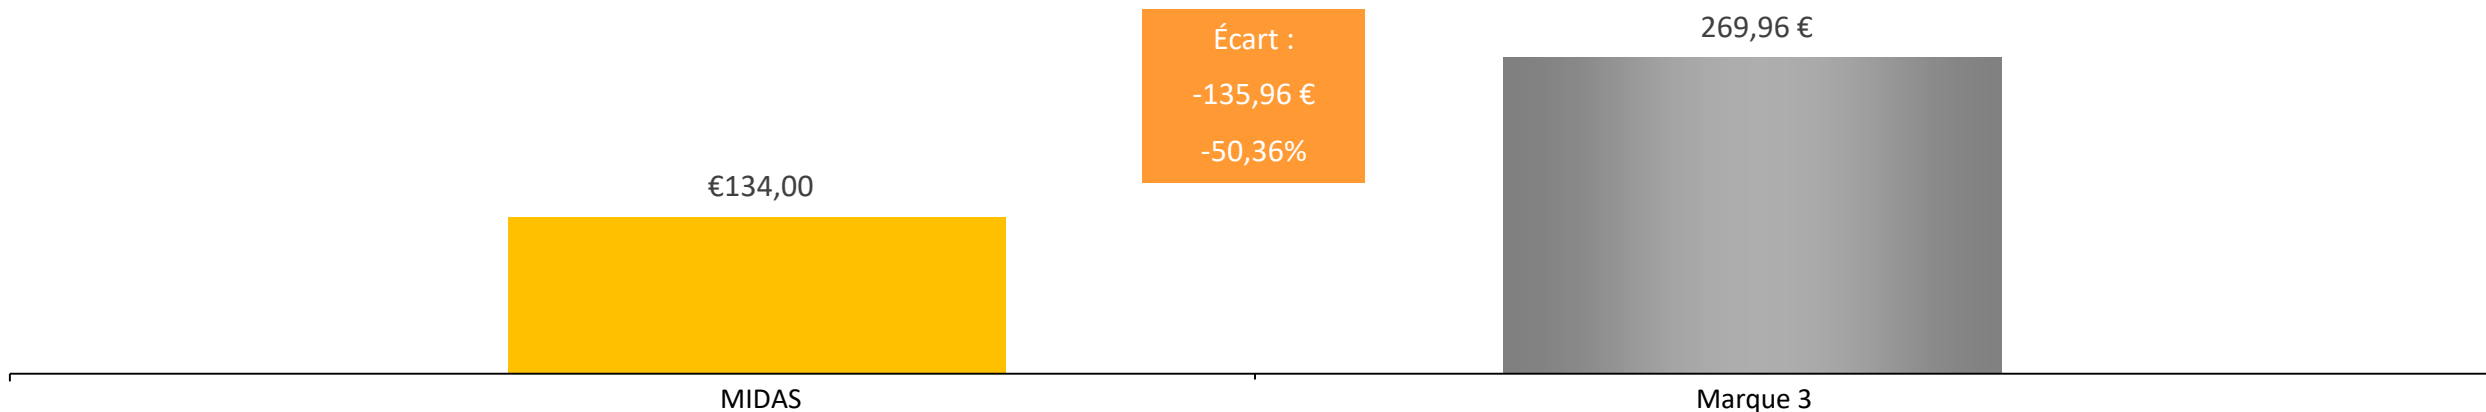 Écart :
-135,96 €
-50,36%
269,96 €
€134,00
MIDAS
Marque 3